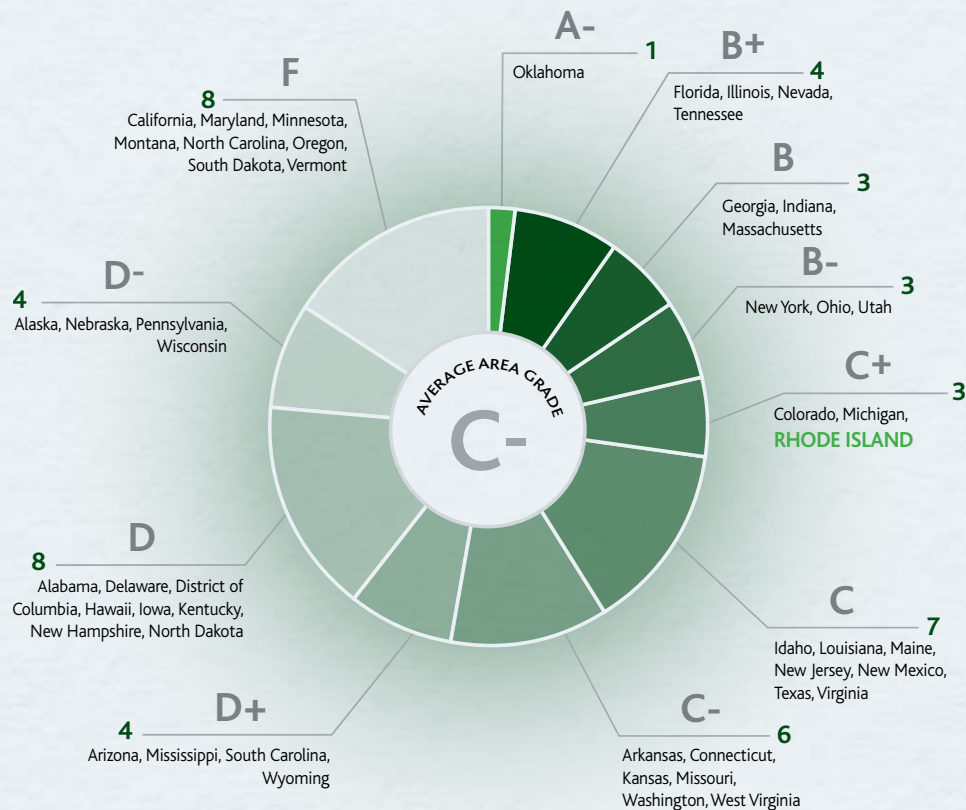 A-
1
Oklahoma
B+
4
Florida, Illinois, Nevada,
Tennessee
B
3
Georgia, Indiana,
Massachusetts
B-
3
New York, Ohio, Utah
C+
3
Colorado, Michigan,
RHODE ISLAND
C
7
Idaho, Louisiana, Maine,
New Jersey, New Mexico,
Texas, Virginia
C-
6
Arkansas, Connecticut,
Kansas, Missouri,
Washington, West Virginia
D+
4
Arizona, Mississippi, South Carolina,
Wyoming
D
8
Alabama, Delaware, District of
Columbia, Hawaii, Iowa, Kentucky,
New Hampshire, North Dakota
D-
4
Alaska, Nebraska, Pennsylvania,
Wisconsin
F
8
California, Maryland, Minnesota,
Montana, North Carolina, Oregon,
South Dakota, Vermont
AVERAGE AREA GRADE
C-